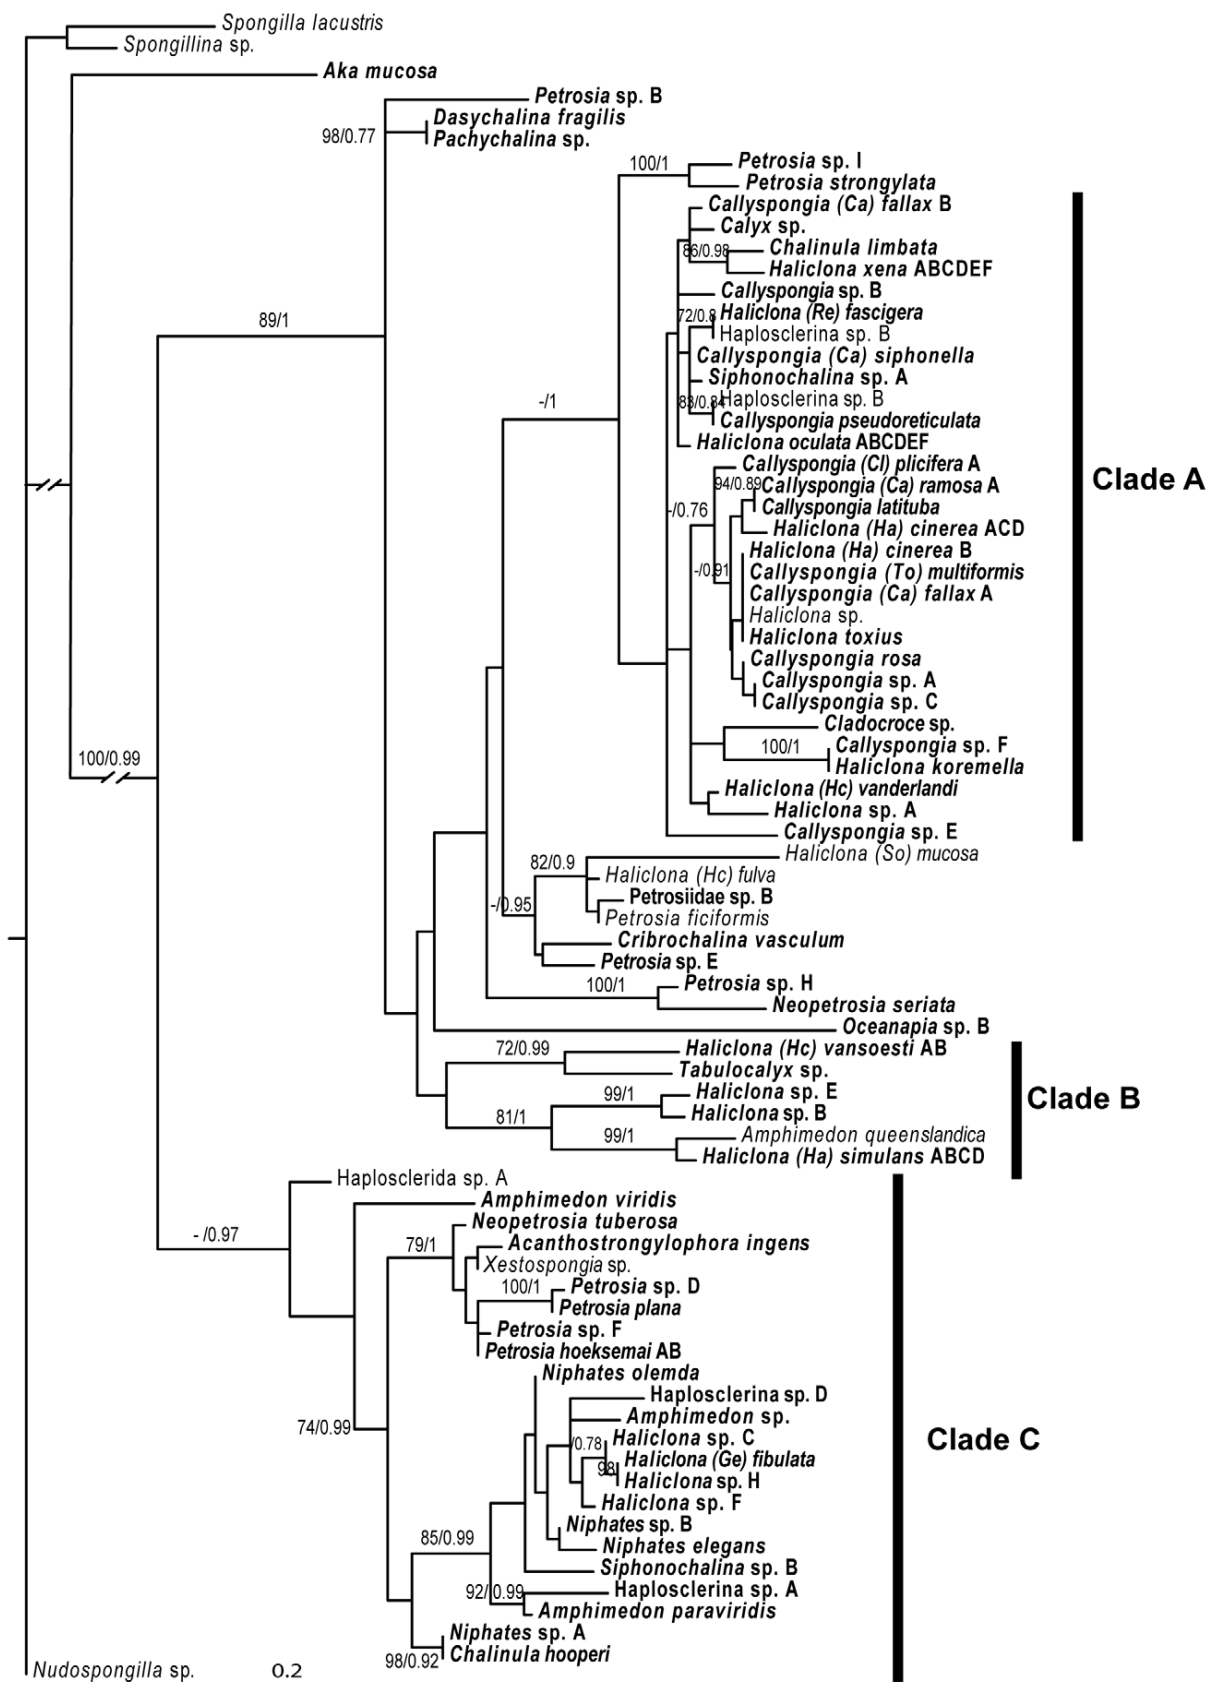 Spongilla lacustris
Spongillina sp.
Aka mucosa
Petrosia sp. B
Dasychalina fragilis
98/0.77
Pachychalina sp.
Petrosia sp. I
100/1
Petrosia strongylata
Callyspongia (Ca) fallax B
Calyx sp.
Chalinula limbata
86/0.98
Haliclona xena ABCDEF
Callyspongia sp. B
Haliclona (Re) fascigera
72/0.8
89/1
Haplosclerina sp. B
Callyspongia (Ca) siphonella
Siphonochalina sp. A
Haplosclerina sp. B
83/0.84
-/1
Callyspongia pseudoreticulata
Haliclona oculata ABCDEF
Callyspongia (Cl) plicifera A
Clade A
94/0.89
Callyspongia (Ca) ramosa A
Callyspongia latituba
-/0.76
Haliclona (Ha) cinerea ACD
Haliclona (Ha) cinerea B
-/0.91
Callyspongia (To) multiformis
Callyspongia (Ca) fallax A
Haliclona sp.
Haliclona toxius
Callyspongia rosa
Callyspongia sp. A
Callyspongia sp. C
Cladocroce sp.
100/1
Callyspongia sp. F
100/0.99
Haliclona koremella
Haliclona (Hc) vanderlandi
Haliclona sp. A
Callyspongia sp. E
Haliclona (So) mucosa
82/0.9
Haliclona (Hc) fulva
-/0.95
Petrosiidae sp. B
Petrosia ficiformis
Cribrochalina vasculum
Petrosia sp. E
100/1
Petrosia sp. H
Neopetrosia seriata
Oceanapia sp. B
72/0.99
Haliclona (Hc) vansoesti AB
Tabulocalyx sp.
99/1
Haliclona sp. E
Clade B
81/1
Haliclona sp. B
99/1
Amphimedon queenslandica
Haliclona (Ha) simulans ABCD
Haplosclerida sp. A
Amphimedon viridis
- /0.97
Neopetrosia tuberosa
79/1
Acanthostrongylophora ingens
Xestospongia sp.
100/1
Petrosia sp. D
Petrosia plana
Petrosia sp. F
Petrosia hoeksemai AB
Niphates olemda
Haplosclerina sp. D
74/0.99
Amphimedon sp.
Clade C
/0.78
Haliclona sp. C
Haliclona (Ge) fibulata
98
Haliclona sp. H
Haliclona sp. F
Niphates sp. B
85/0.99
Niphates elegans
Siphonochalina sp. B
92/0.99
Haplosclerina sp. A
Amphimedon paraviridis
Niphates sp. A
98/0.92
Chalinula hooperi
Nudospongilla sp.
0.2